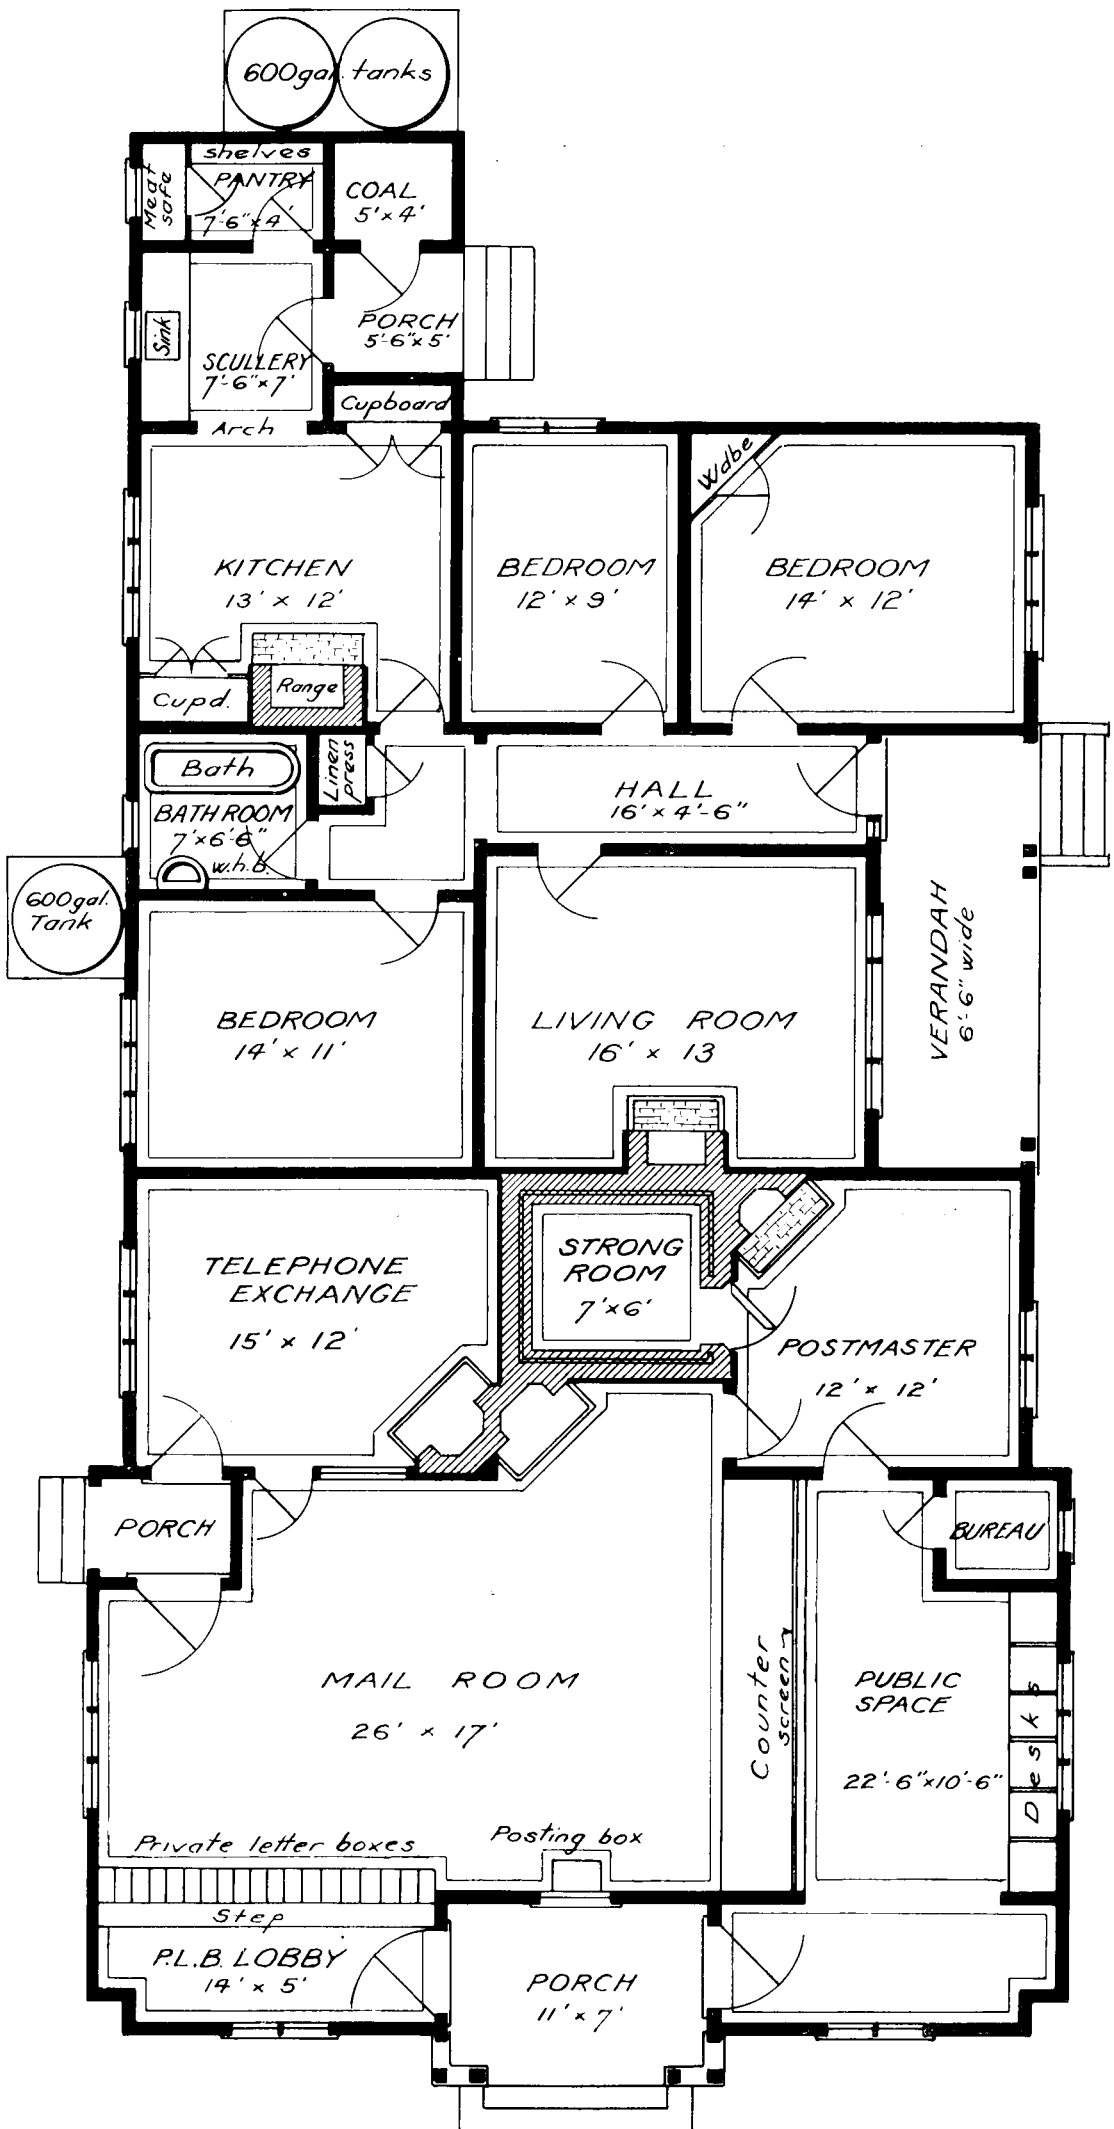 600gal. tanks
shelves
Meat
safe
PANTRY
7'-6"x4'
COAL
5'x4'
Sink
PORCH
5'-6"x5'
SCULLERY
7'-6"x7'
Cupboard
Arch
Wdbe
KITCHEN
13' x 12'
BEDROOM
12' x 9'
BEDROOM
14' x 12'
Range
Cupd.
Bath
Linen
press
BATHROOM
7'x6'-6"
w.h.b.
HALL
16' x 4'-6"
600gal.
Tank
VERANDAH
6'-6" wide
BEDROOM
14' x 11'
LIVING ROOM
16' x 13
TELEPHONE
EXCHANGE
15' x 12'
STRONG
ROOM
7'x6'
POSTMASTER
12' x 12'
PORCH
BUREAU
MAIL ROOM
26' x 17'
Counter
screen
PUBLIC
SPACE
22'-6"x10'-6"
Desks
Private letter boxes
Posting box
Step
P.L.B. LOBBY
14' x 5'
PORCH
11' x 7'